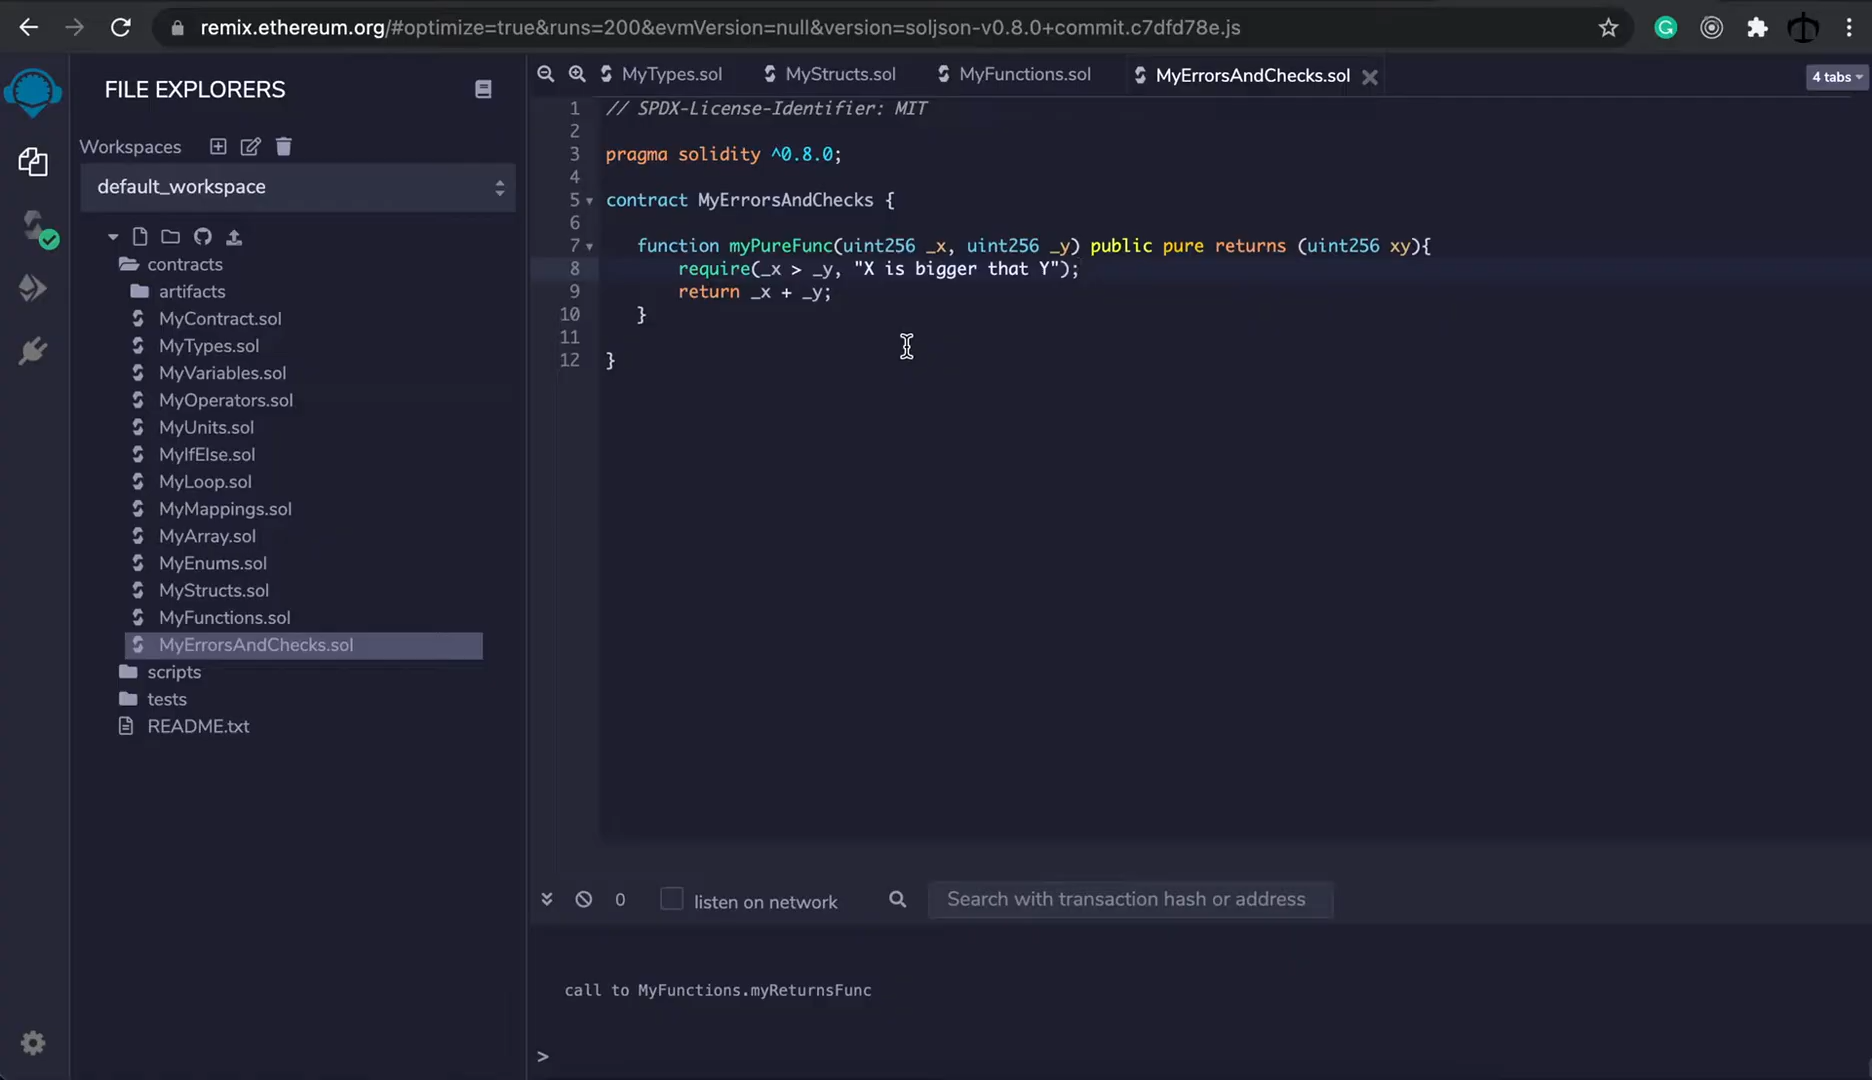 remix.ethereum.org/#optimize=true&runs=200&evmVersion=null&version=soljson-v0.8.0+commit.c7dfd78e.js
FILE EXPLORERS
Workspaces
default_workspace
contracts
artifacts
MyContract.sol
MyTypes.sol
MyVariables.sol
MyOperators.sol
MyUnits.sol
MyIfElse.sol
MyLoop.sol
MyMappings.sol
MyArray.sol
MyEnums.sol
MyStructs.sol
MyFunctions.sol
MyErrorsAndChecks.sol
scripts
tests
README.txt
MyTypes.sol MyStructs.sol MyFunctions.sol MyErrorsAndChecks.sol 4 tabs
1 // SPDX-License-Identifier: MIT
2
3 pragma solidity ^0.8.0;
4
5 contract MyErrorsAndChecks {
6
7 function myPureFunc(uint256 _x, uint256 _y) public pure returns (uint256 xy){
8 require(_x > _y, "X is bigger that Y");
9 return _x + _y;
10 }
11
12 }
0 listen on network Search with transaction hash or address
call to MyFunctions.myReturnsFunc
>